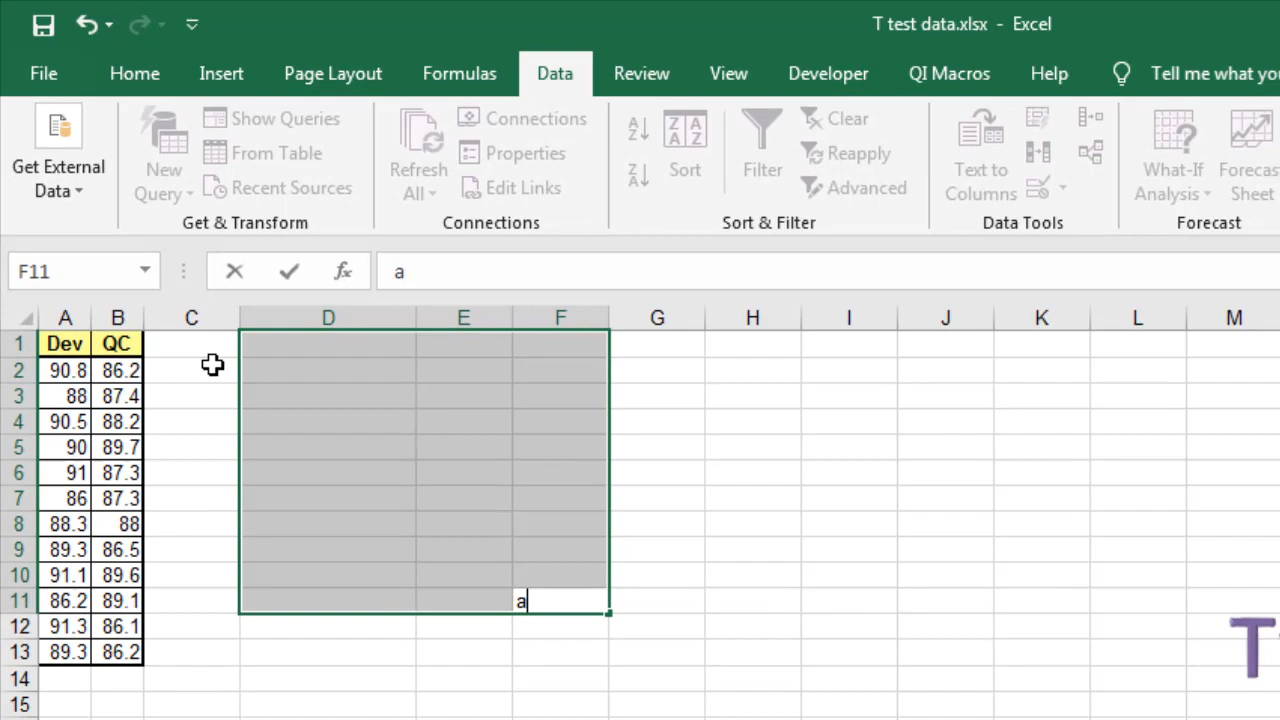 T test data.xlsx - Excel
File Home Insert Page Layout Formulas Data Review View Developer QI Macros Help Tell me what you
Get External Data
New Query
Show Queries
From Table
Recent Sources
Get & Transform
Refresh All
Connections
Properties
Edit Links
Connections
Sort
Filter
Clear
Reapply
Advanced
Sort & Filter
Text to Columns
Data Tools
What-If Analysis
Forecas
Sheet
Forecast
F11 fx a
A B C D E F G H I J K L M
1 Dev QC
2 90.8 86.2
3 88 87.4
4 90.5 88.2
5 90 89.7
6 91 87.3
7 86 87.3
8 88.3 88
9 89.3 86.5
10 91.1 89.6
11 86.2 89.1 a
12 91.3 86.1
13 89.3 86.2
14
15
T